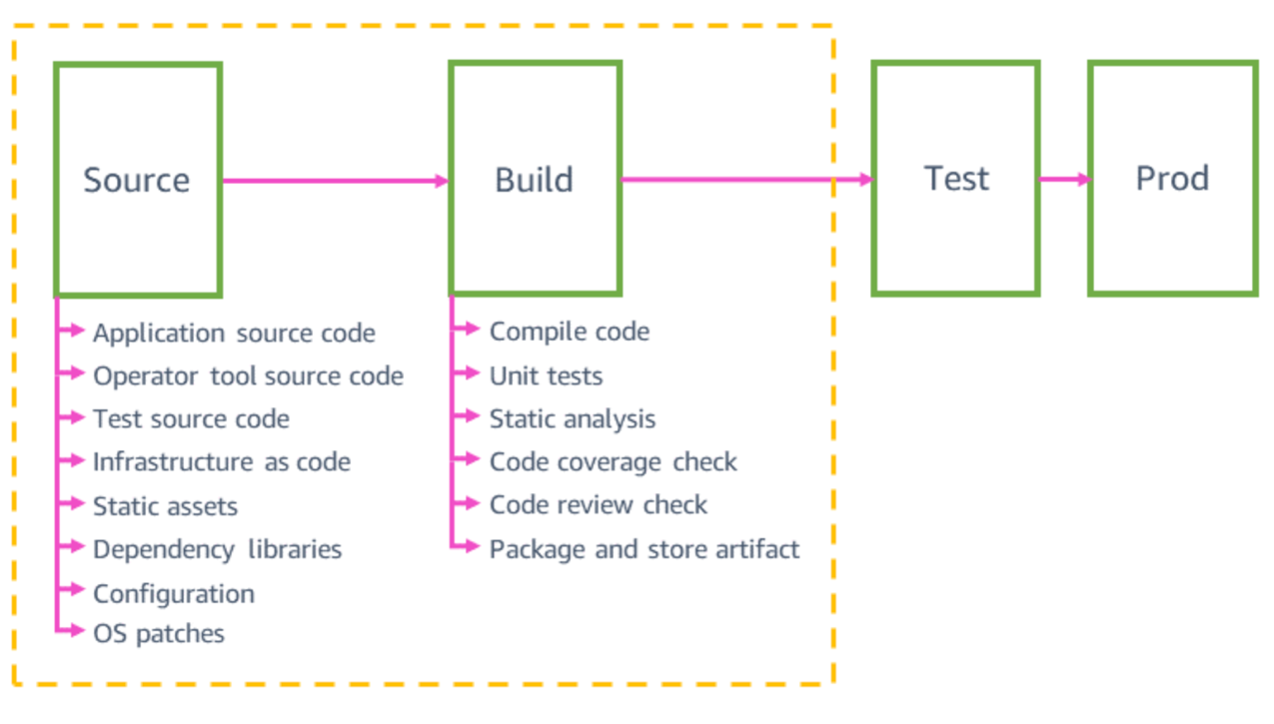 Source
Build
Test
Prod
Application source code
Operator tool source code
Test source code
Infrastructure as code
Static assets
Dependency libraries
Configuration
OS patches
Compile code
Unit tests
Static analysis
Code coverage check
Code review check
Package and store artifact